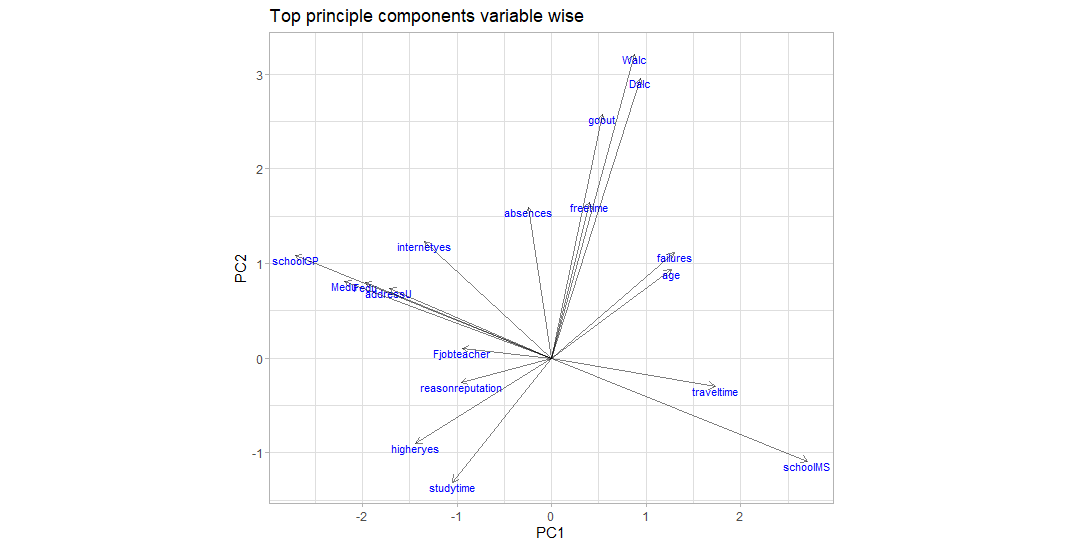 Top principle components variable wise
PC2
3
2
1
0
-1
Walc
Dalc
goout
freetime
absences
internetyes
schoolGP
Medu
Fedu
addressU
failures
age
Fjobteacher
reasonreputation
traveltime
higheryes
schoolMS
studytime
-2
-1
0
1
2
PC1